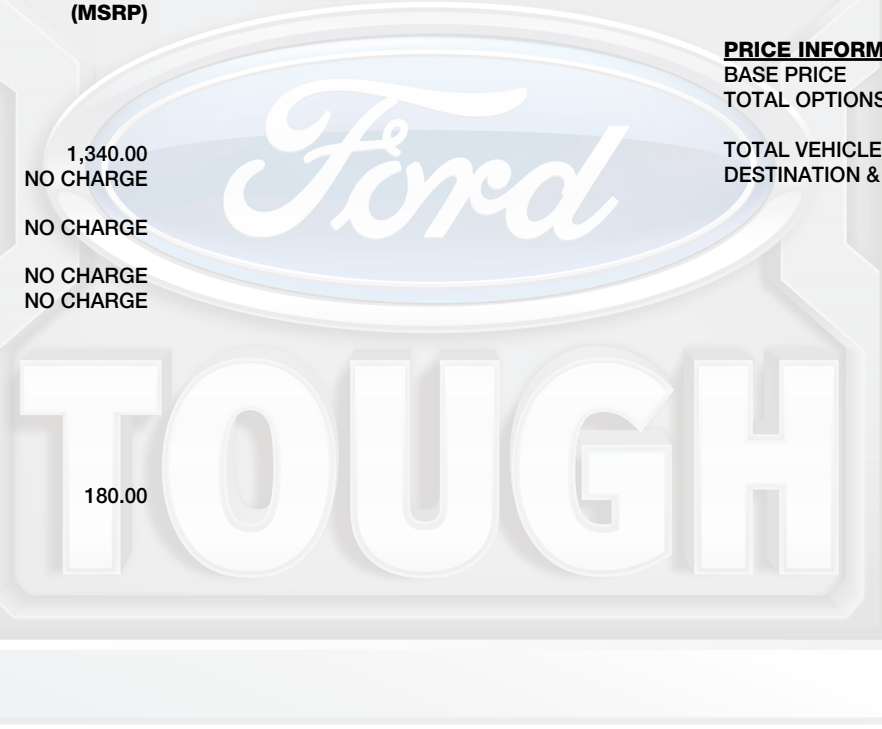 (MSRP)
1,340.00
NO CHARGE
NO CHARGE
NO CHARGE
NO CHARGE
180.00
PRICE INFORM
BASE PRICE
TOTAL OPTIONS
TOTAL VEHICLE
DESTINATION &
Ford
TOUGH